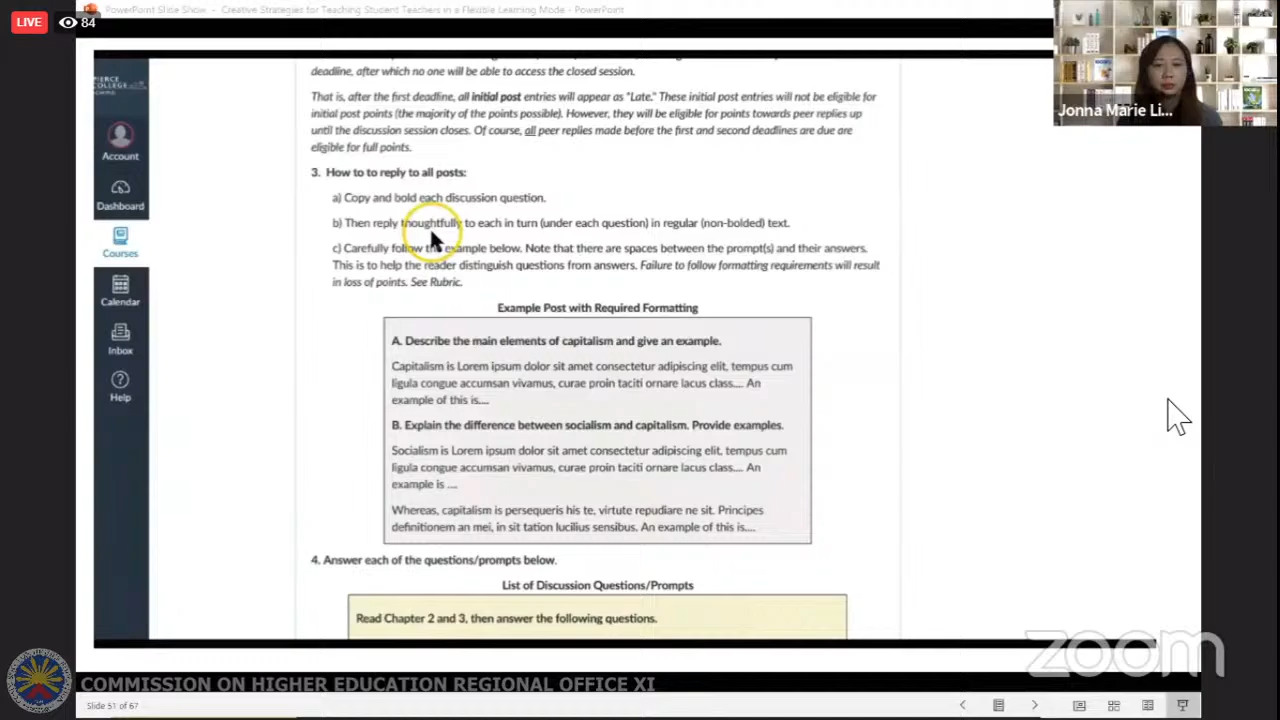 LIVE 84
PowerPoint Slide Show - Creative Strategies for Teaching Student Teachers in a Flexible Learning Mode - PowerPoint
Jonna Marie Li...
PIERCE
COLLEGE
Account
Dashboard
Courses
Calendar
Inbox
Help
deadline, after which no one will be able to access the closed session.
That is, after the first deadline, all initial post entries will appear as "Late." These initial post entries will not be eligible for
initial post points (the majority of the points possible). However, they will be eligible for points towards peer replies up
until the discussion session closes. Of course, all peer replies made before the first and second deadlines are due are
eligible for full points.
3. How to to reply to all posts:
a) Copy and bold each discussion question.
b) Then reply thoughtfully to each in turn (under each question) in regular (non-bolded) text.
c) Carefully follow the example below. Note that there are spaces between the prompt(s) and their answers.
This is to help the reader distinguish questions from answers. Failure to follow formatting requirements will result
in loss of points. See Rubric.
Example Post with Required Formatting
A. Describe the main elements of capitalism and give an example.
Capitalism is Lorem ipsum dolor sit amet consectetur adipiscing elit, tempus cum
ligula congue accumsan vivamus, curae proin taciti ornare lacus class.... An
example of this is....
B. Explain the difference between socialism and capitalism. Provide examples.
Socialism is Lorem ipsum dolor sit amet consectetur adipiscing elit, tempus cum
ligula congue accumsan vivamus, curae proin taciti ornare lacus class.... An
example is ....
Whereas, capitalism is persequeris his te, virtute repudiare ne sit. Principes
definitionem an mei, in sit tation lucilius sensibus. An example of this is....
4. Answer each of the questions/prompts below.
List of Discussion Questions/Prompts
Read Chapter 2 and 3, then answer the following questions.
zoom
COMMISSION ON HIGHER EDUCATION REGIONAL OFFICE XI
Slide 51 of 67